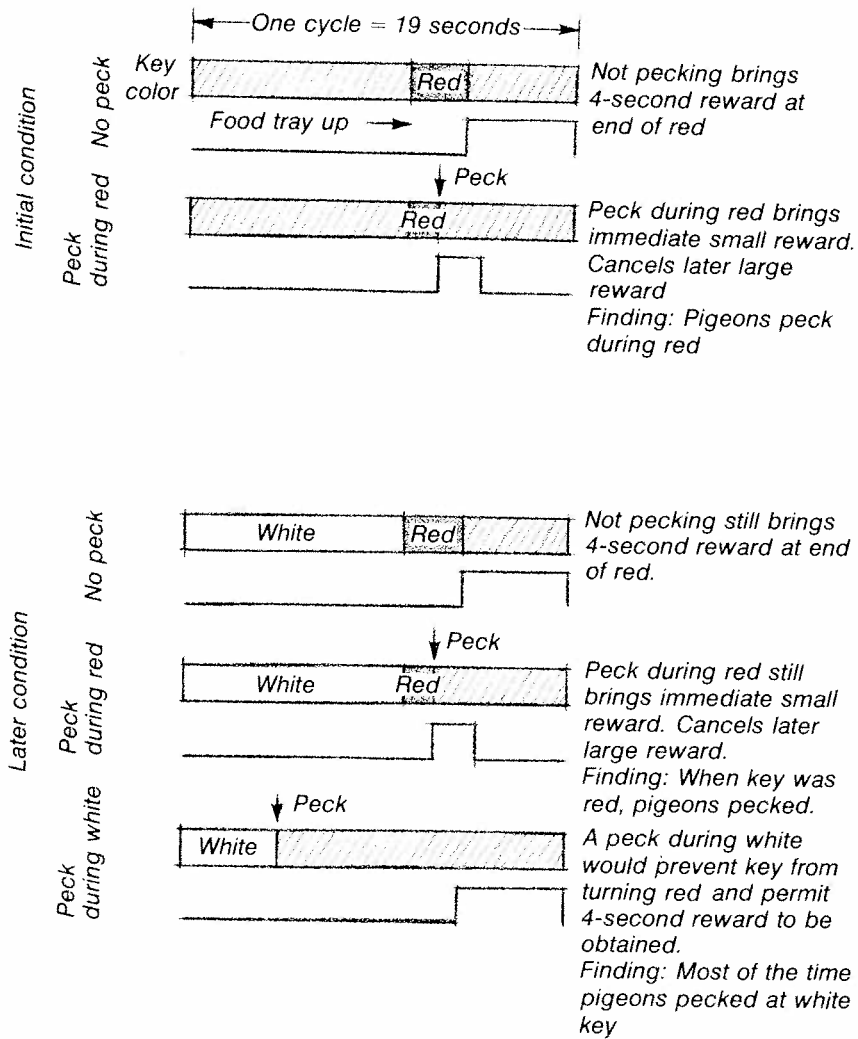 One cycle = 19 seconds
Initial condition
No peck
Key
color
Red
Not pecking brings
4-second reward at
end of red
Food tray up
Peck
during red
Peck
Red
Peck during red brings
immediate small reward.
Cancels later large
reward
Finding: Pigeons peck
during red
Later condition
No peck
White
Red
Not pecking still brings
4-second reward at end
of red.
Peck
during red
Peck
White
Red
Peck during red still
brings immediate small
reward. Cancels later
large reward.
Finding: When key was
red, pigeons pecked.
Peck
during white
Peck
White
A peck during white
would prevent key from
turning red and permit
4-second reward to be
obtained.
Finding: Most of the time
pigeons pecked at white
key